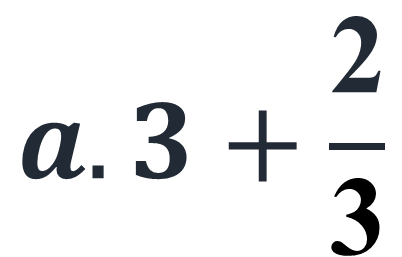 a. 3 + 2/3